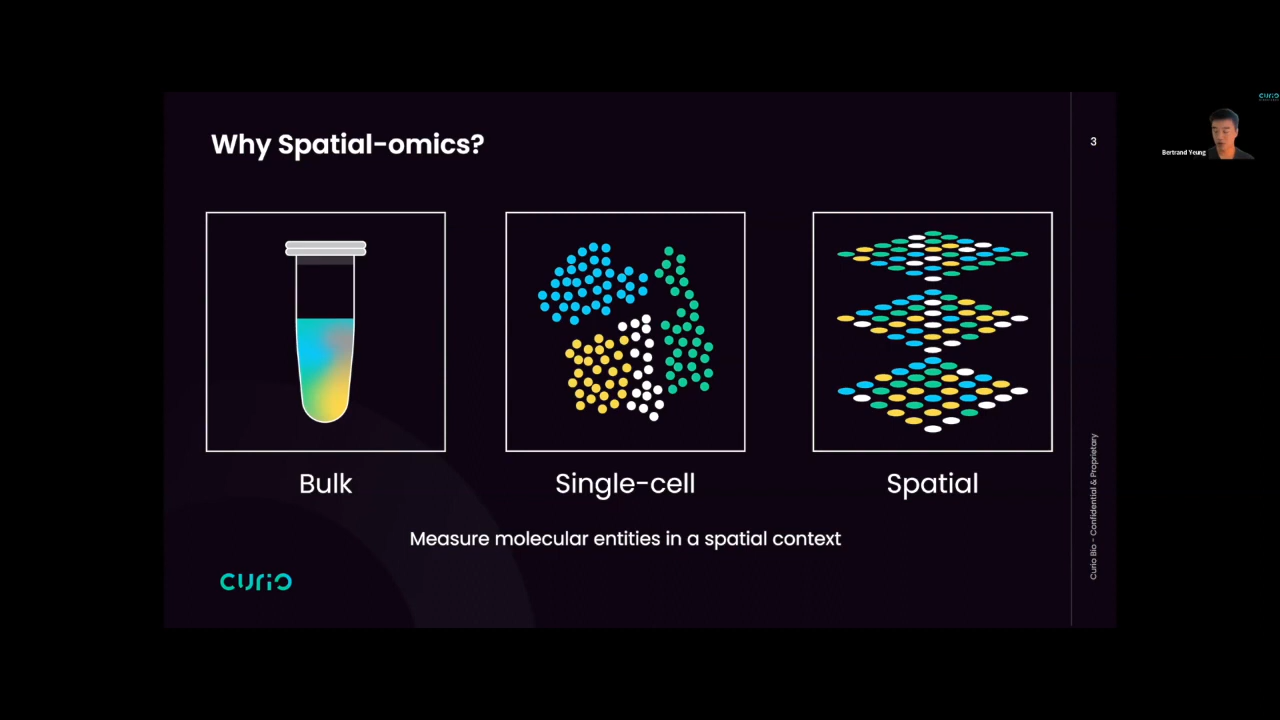 Why Spatial-omics?
3
Bulk
Single-cell
Spatial
Measure molecular entities in a spatial context
curio
Curio Bio - Confidential & Proprietary
curio
Bertrand Yeung